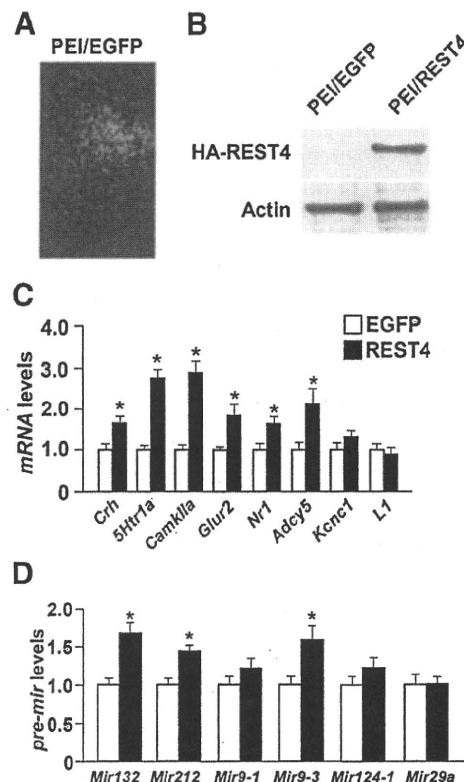 A
PEI/EGFP
B
PEI/EGFP
PEI/REST4
HA-REST4
Actin
C
mRNA levels
4.0
3.0
2.0
1.0
0
EGFP
REST4
* * * * * *
Crh 5Htr1a CamKIIa Glur2 Nr1 Adcy5 Kcnc1 L1
D
pre-mir levels
2.0
1.5
1.0
0.5
0
* * *
Mir132 Mir212 Mir9-1 Mir9-3 Mir124-1 Mir29a